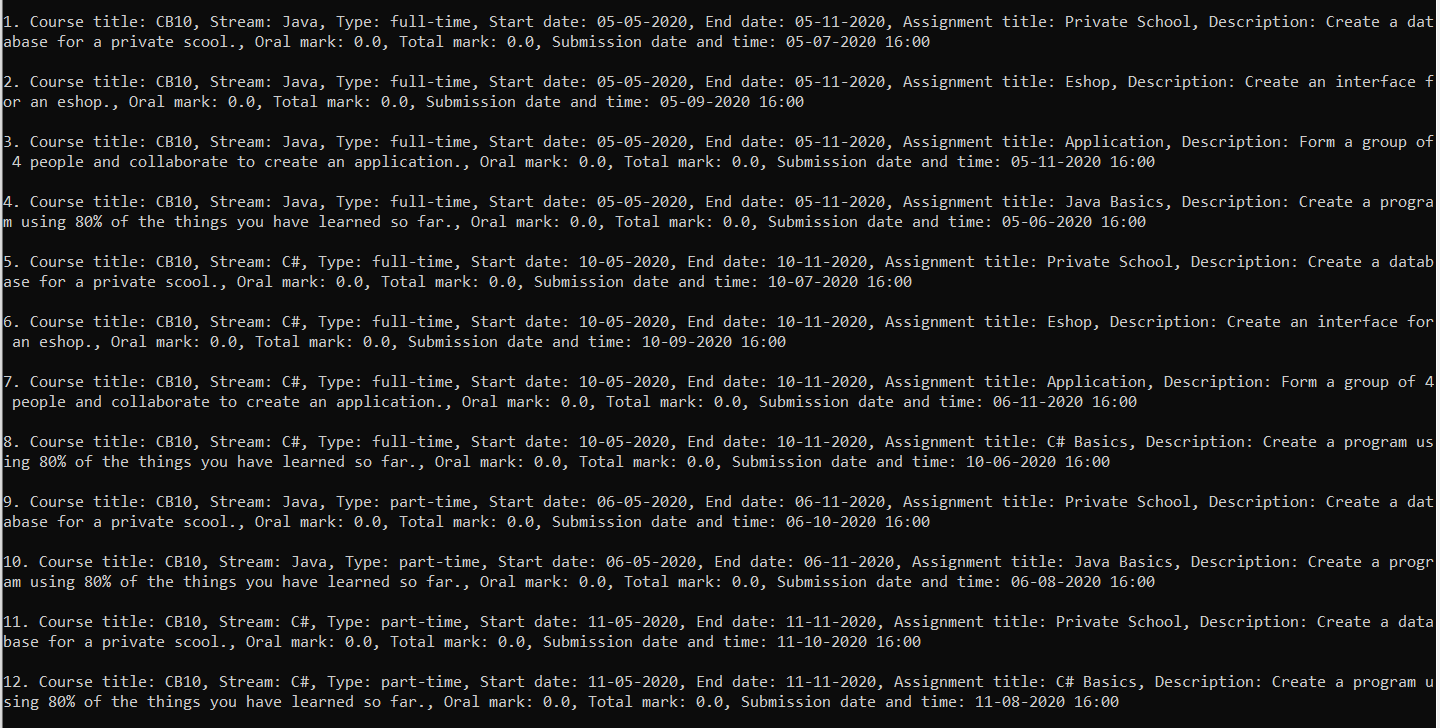 1. Course title: CB10, Stream: Java, Type: full-time, Start date: 05-05-2020, End date: 05-11-2020, Assignment title: Private School, Description: Create a dat
abase for a private scool., Oral mark: 0.0, Total mark: 0.0, Submission date and time: 05-07-2020 16:00
2. Course title: CB10, Stream: Java, Type: full-time, Start date: 05-05-2020, End date: 05-11-2020, Assignment title: Eshop, Description: Create an interface f
or an eshop., Oral mark: 0.0, Total mark: 0.0, Submission date and time: 05-09-2020 16:00
3. Course title: CB10, Stream: Java, Type: full-time, Start date: 05-05-2020, End date: 05-11-2020, Assignment title: Application, Description: Form a group of
4 people and collaborate to create an application., Oral mark: 0.0, Total mark: 0.0, Submission date and time: 05-11-2020 16:00
4. Course title: CB10, Stream: Java, Type: full-time, Start date: 05-05-2020, End date: 05-11-2020, Assignment title: Java Basics, Description: Create a progra
m using 80% of the things you have learned so far., Oral mark: 0.0, Total mark: 0.0, Submission date and time: 05-06-2020 16:00
5. Course title: CB10, Stream: C#, Type: full-time, Start date: 10-05-2020, End date: 10-11-2020, Assignment title: Private School, Description: Create a datab
ase for a private scool., Oral mark: 0.0, Total mark: 0.0, Submission date and time: 10-07-2020 16:00
6. Course title: CB10, Stream: C#, Type: full-time, Start date: 10-05-2020, End date: 10-11-2020, Assignment title: Eshop, Description: Create an interface for
an eshop., Oral mark: 0.0, Total mark: 0.0, Submission date and time: 10-09-2020 16:00
7. Course title: CB10, Stream: C#, Type: full-time, Start date: 10-05-2020, End date: 10-11-2020, Assignment title: Application, Description: Form a group of 4
people and collaborate to create an application., Oral mark: 0.0, Total mark: 0.0, Submission date and time: 06-11-2020 16:00
8. Course title: CB10, Stream: C#, Type: full-time, Start date: 10-05-2020, End date: 10-11-2020, Assignment title: C# Basics, Description: Create a program us
ing 80% of the things you have learned so far., Oral mark: 0.0, Total mark: 0.0, Submission date and time: 10-06-2020 16:00
9. Course title: CB10, Stream: Java, Type: part-time, Start date: 06-05-2020, End date: 06-11-2020, Assignment title: Private School, Description: Create a dat
abase for a private scool., Oral mark: 0.0, Total mark: 0.0, Submission date and time: 06-10-2020 16:00
10. Course title: CB10, Stream: Java, Type: part-time, Start date: 06-05-2020, End date: 06-11-2020, Assignment title: Java Basics, Description: Create a progr
am using 80% of the things you have learned so far., Oral mark: 0.0, Total mark: 0.0, Submission date and time: 06-08-2020 16:00
11. Course title: CB10, Stream: C#, Type: part-time, Start date: 11-05-2020, End date: 11-11-2020, Assignment title: Private School, Description: Create a data
base for a private scool., Oral mark: 0.0, Total mark: 0.0, Submission date and time: 11-10-2020 16:00
12. Course title: CB10, Stream: C#, Type: part-time, Start date: 11-05-2020, End date: 11-11-2020, Assignment title: C# Basics, Description: Create a program u
sing 80% of the things you have learned so far., Oral mark: 0.0, Total mark: 0.0, Submission date and time: 11-08-2020 16:00